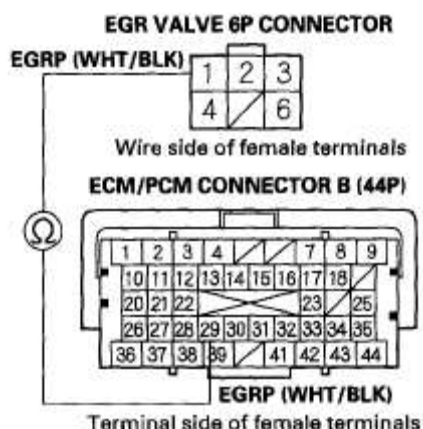 EGR VALVE 6P CONNECTOR
EGRP (WHT/BLK)
1 2 3
4 6
Wire side of female terminals
ECM/PCM CONNECTOR B (44P)
Ω
1 2 3 4 7 8 9
10 11 12 13 14 15 16 17 18
20 21 22 23 25
26 27 28 29 30 31 32 33 34 35
36 37 38 39 41 42 43 44
EGRP (WHT/BLK)
Terminal side of female terminals